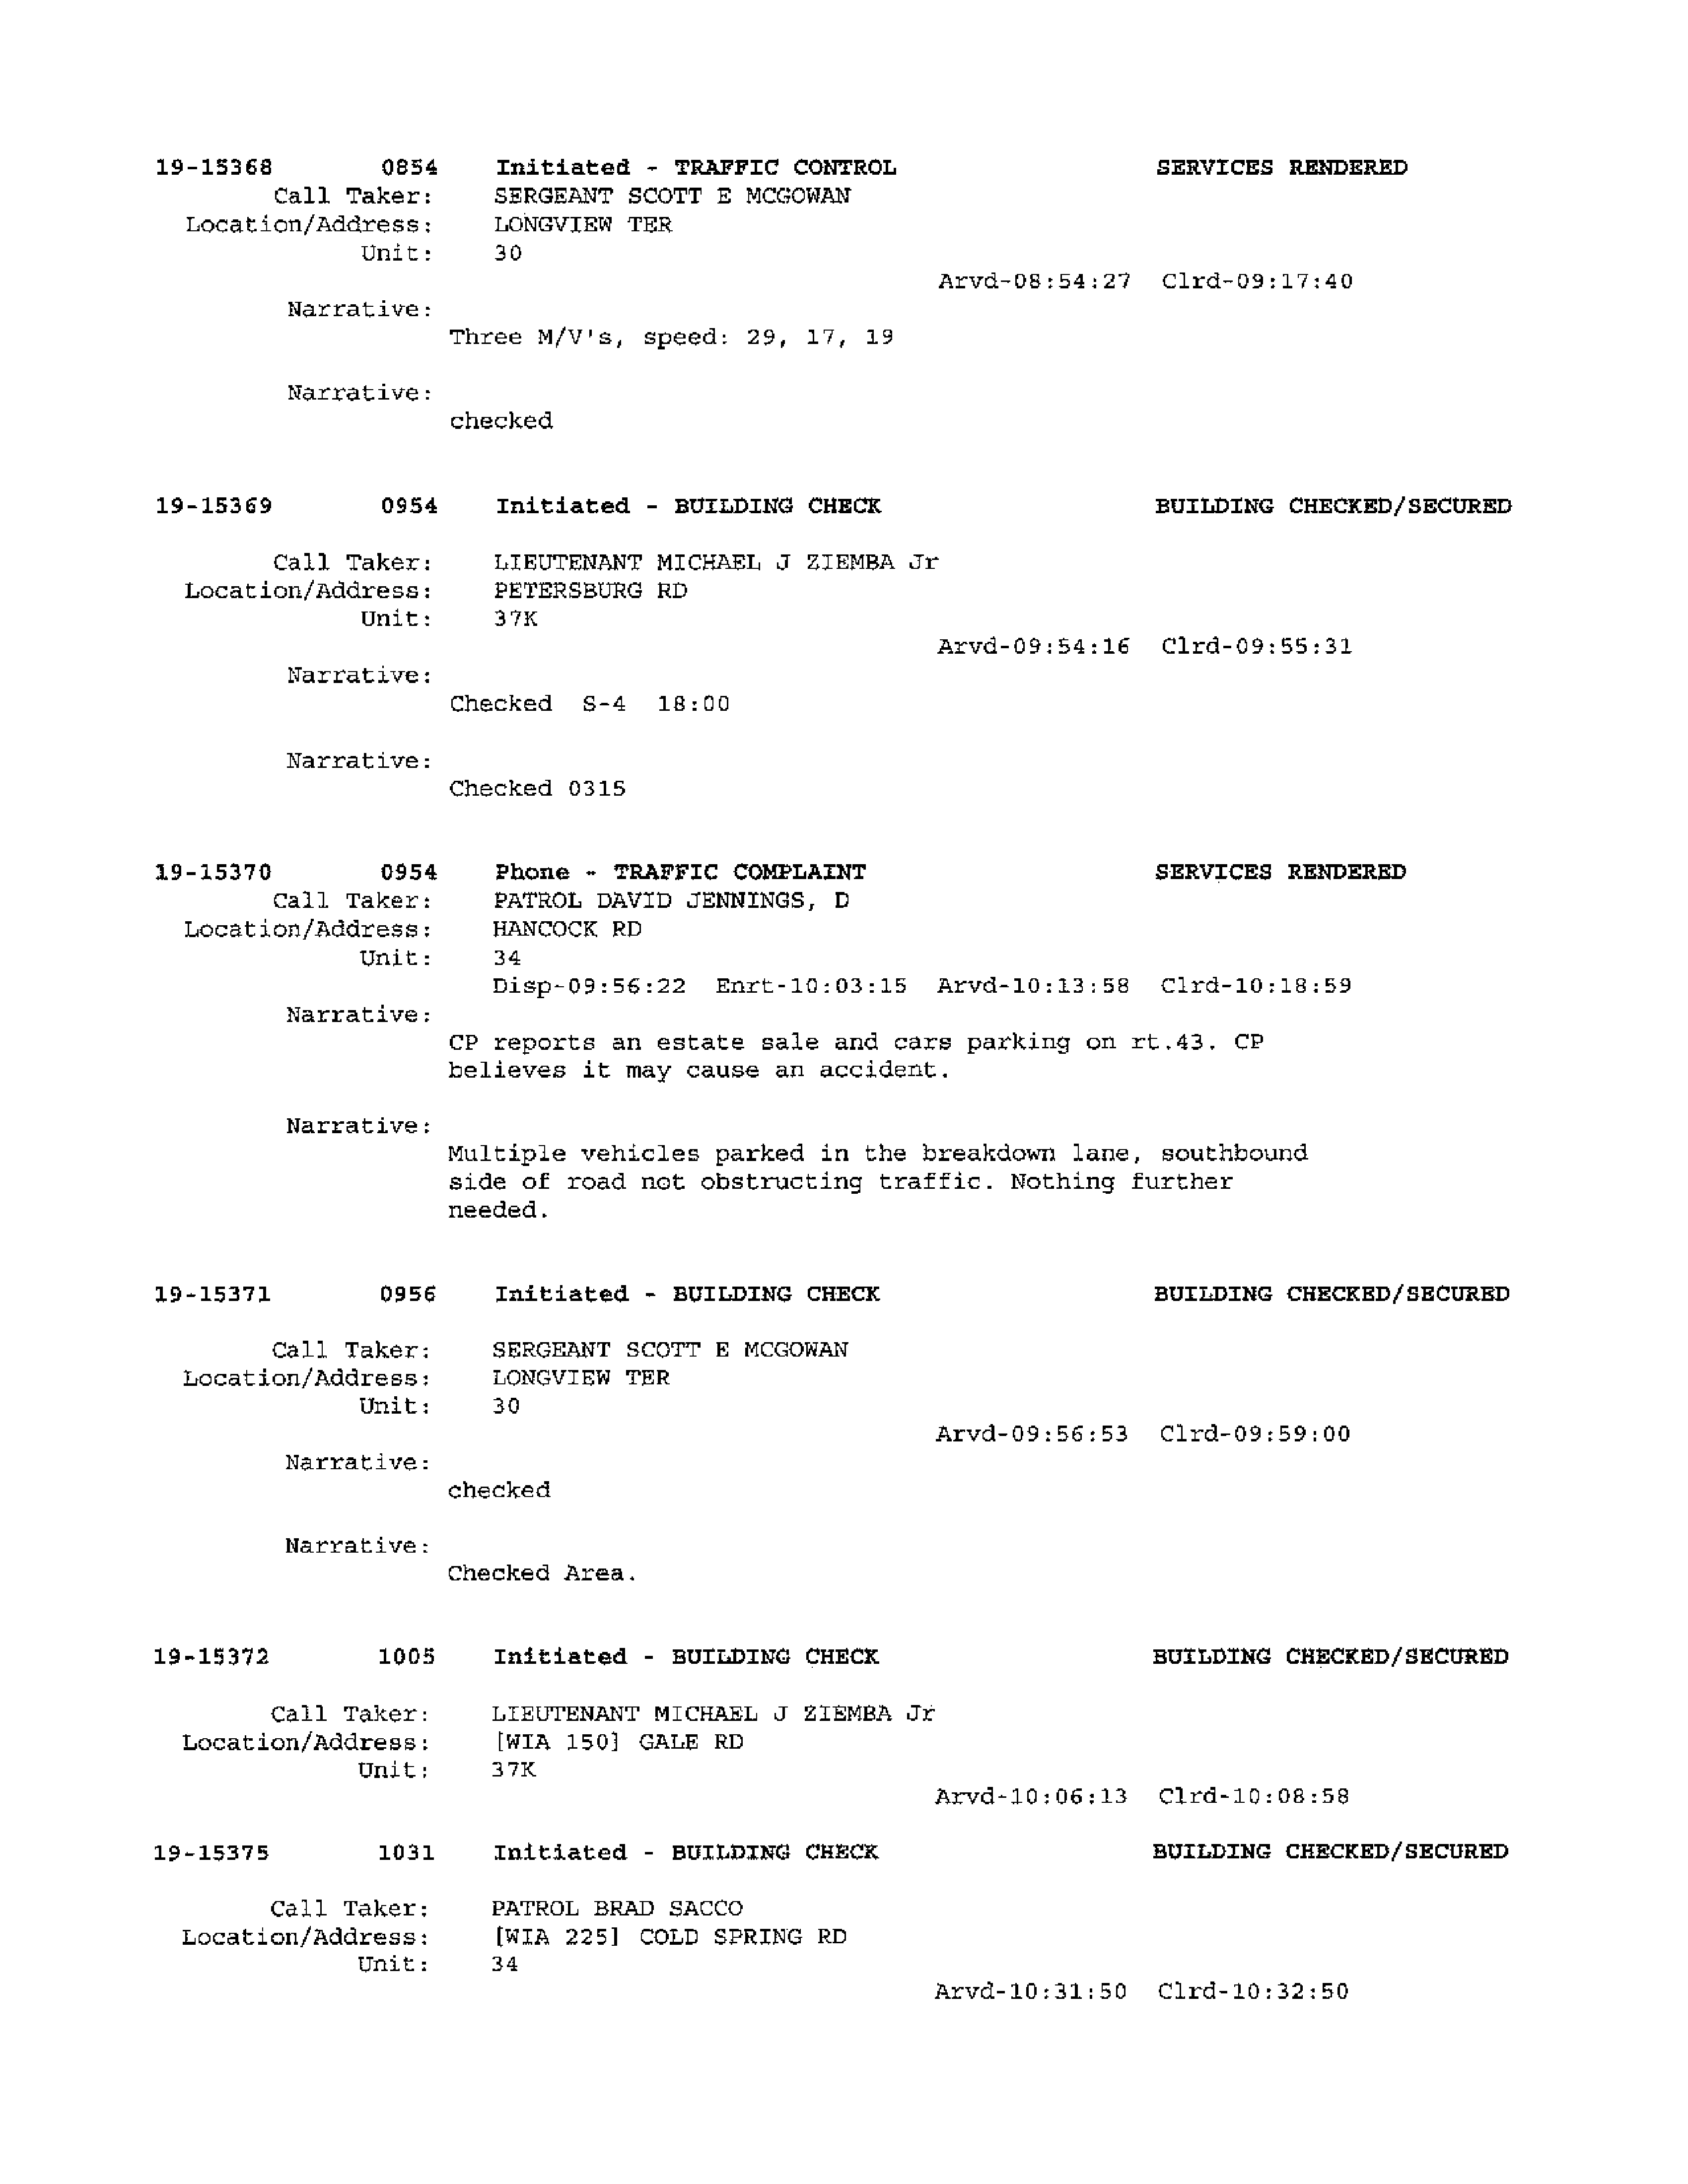 19-15368 0854 Initiated - TRAFFIC CONTROL SERVICES RENDERED
Call Taker: SERGEANT SCOTT E MCGOWAN
Location/Address: LONGVIEW TER
Unit: 30
Arvd-08:54:27 Clrd-09:17:40
Narrative:
Three M/V's, speed: 29, 17, 19
Narrative:
checked
19-15369 0954 Initiated - BUILDING CHECK BUILDING CHECKED/SECURED
Call Taker: LIEUTENANT MICHAEL J ZIEMBA Jr
Location/Address: PETERSBURG RD
Unit: 37K
Arvd-09:54:16 Clrd-09:55:31
Narrative:
Checked S-4 18:00
Narrative:
Checked 0315
19-15370 0954 Phone - TRAFFIC COMPLAINT SERVICES RENDERED
Call Taker: PATROL DAVID JENNINGS, D
Location/Address: HANCOCK RD
Unit: 34
Disp-09:56:22 Enrt-10:03:15 Arvd-10:13:58 Clrd-10:18:59
Narrative:
CP reports an estate sale and cars parking on rt.43. CP
believes it may cause an accident.
Narrative:
Multiple vehicles parked in the breakdown lane, southbound
side of road not obstructing traffic. Nothing further
needed.
19-15371 0956 Initiated - BUILDING CHECK BUILDING CHECKED/SECURED
Call Taker: SERGEANT SCOTT E MCGOWAN
Location/Address: LONGVIEW TER
Unit: 30
Arvd-09:56:53 Clrd-09:59:00
Narrative:
checked
Narrative:
Checked Area.
19-15372 1005 Initiated - BUILDING CHECK BUILDING CHECKED/SECURED
Call Taker: LIEUTENANT MICHAEL J ZIEMBA Jr
Location/Address: [WIA 150] GALE RD
Unit: 37K
Arvd-10:06:13 Clrd-10:08:58
19-15375 1031 Initiated - BUILDING CHECK BUILDING CHECKED/SECURED
Call Taker: PATROL BRAD SACCO
Location/Address: [WIA 225] COLD SPRING RD
Unit: 34
Arvd-10:31:50 Clrd-10:32:50